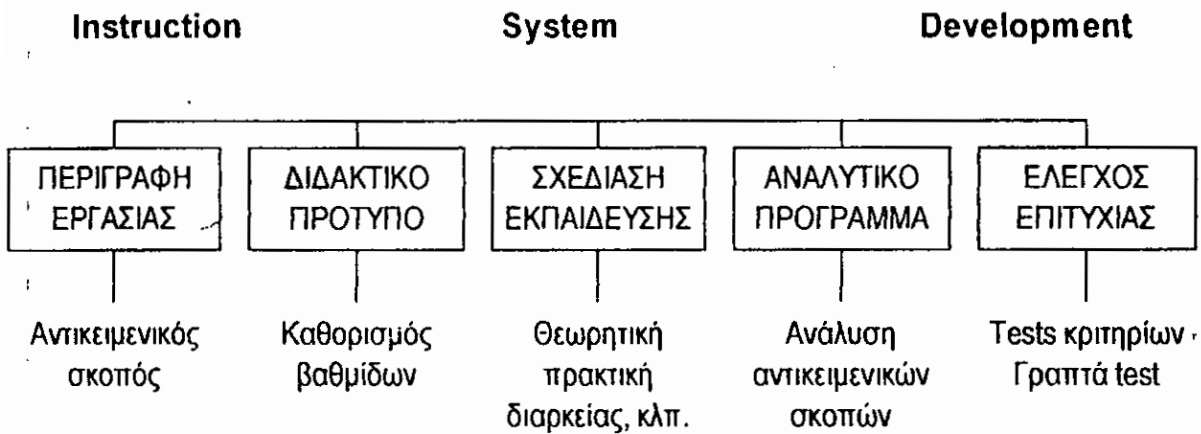 Instruction System Development
ΠΕΡΙΓΡΑΦΗ
ΕΡΓΑΣΙΑΣ
ΔΙΔΑΚΤΙΚΟ
ΠΡΟΤΥΠΟ
ΣΧΕΔΙΑΣΗ
ΕΚΠΑΙΔΕΥΣΗΣ
ΑΝΑΛΥΤΙΚΟ
ΠΡΟΓΡΑΜΜΑ
ΕΛΕΓΧΟΣ
ΕΠΙΤΥΧΙΑΣ
Αντικειμενικός
σκοπός
Καθορισμός
βαθμίδων
Θεωρητική
πρακτική
διαρκείας, κλπ.
Ανάλυση
αντικειμενικών
σκοπών
Tests κριτηρίων
Γραπτά test